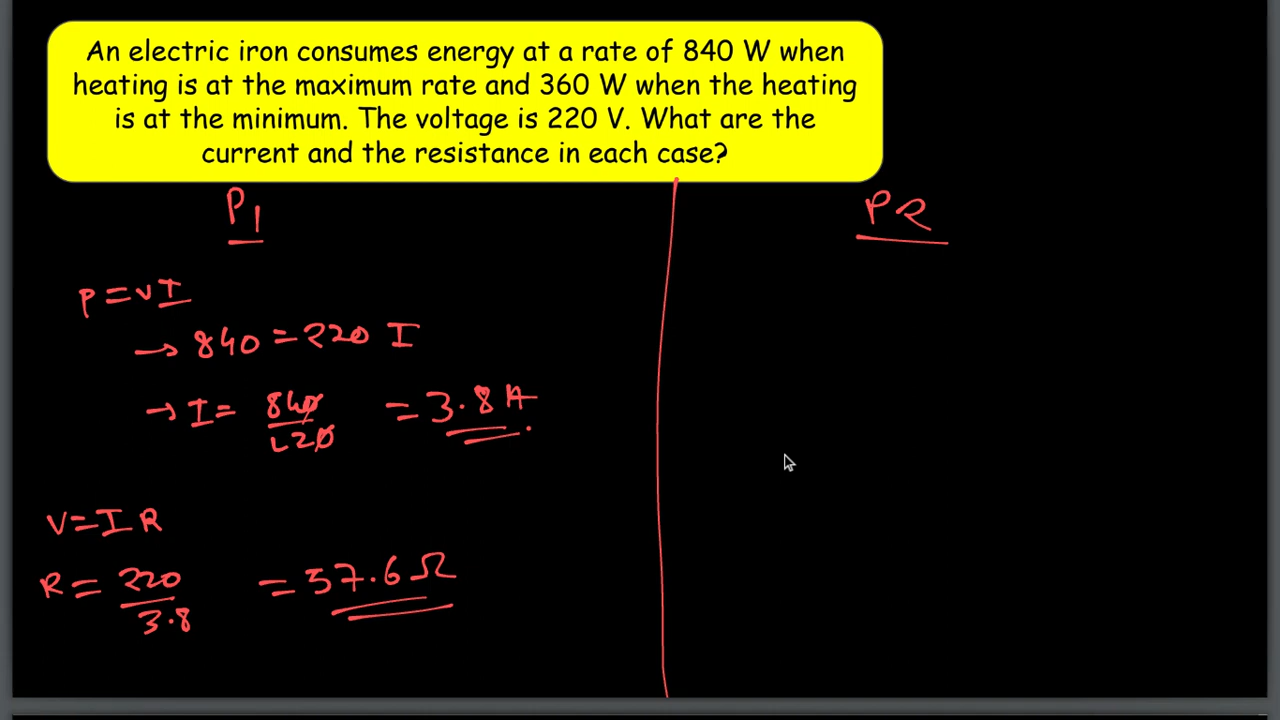 An electric iron consumes energy at a rate of 840 W when
heating is at the maximum rate and 360 W when the heating
is at the minimum. The voltage is 220 V. What are the
current and the resistance in each case?
P1
P = VI
→ 840 = 220 I
→ I = 840/220 = 3.8 A
V = I R
R = 220/3.8 = 57.6 Ω
P2